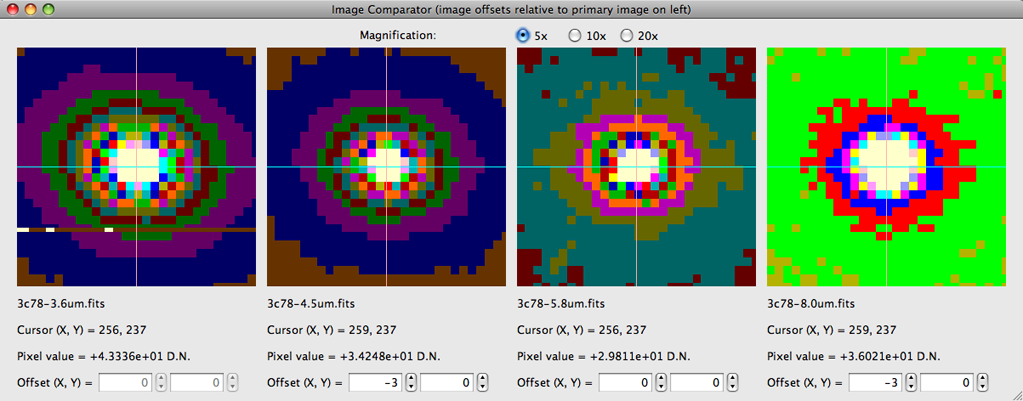 Image Comparator (image offsets relative to primary image on left)
Magnification: 5x 10x 20x
3c78-3.6um.fits 3c78-4.5um.fits 3c78-5.8um.fits 3c78-8.0um.fits
Cursor (X, Y) = 256, 237 Cursor (X, Y) = 259, 237 Cursor (X, Y) = 256, 237 Cursor (X, Y) = 259, 237
Pixel value = +4.3336e+01 D.N. Pixel value = +3.4248e+01 D.N. Pixel value = +2.9811e+01 D.N. Pixel value = +3.6021e+01 D.N.
Offset (X, Y) = 0 0 Offset (X, Y) = -3 0 Offset (X, Y) = 0 0 Offset (X, Y) = -3 0